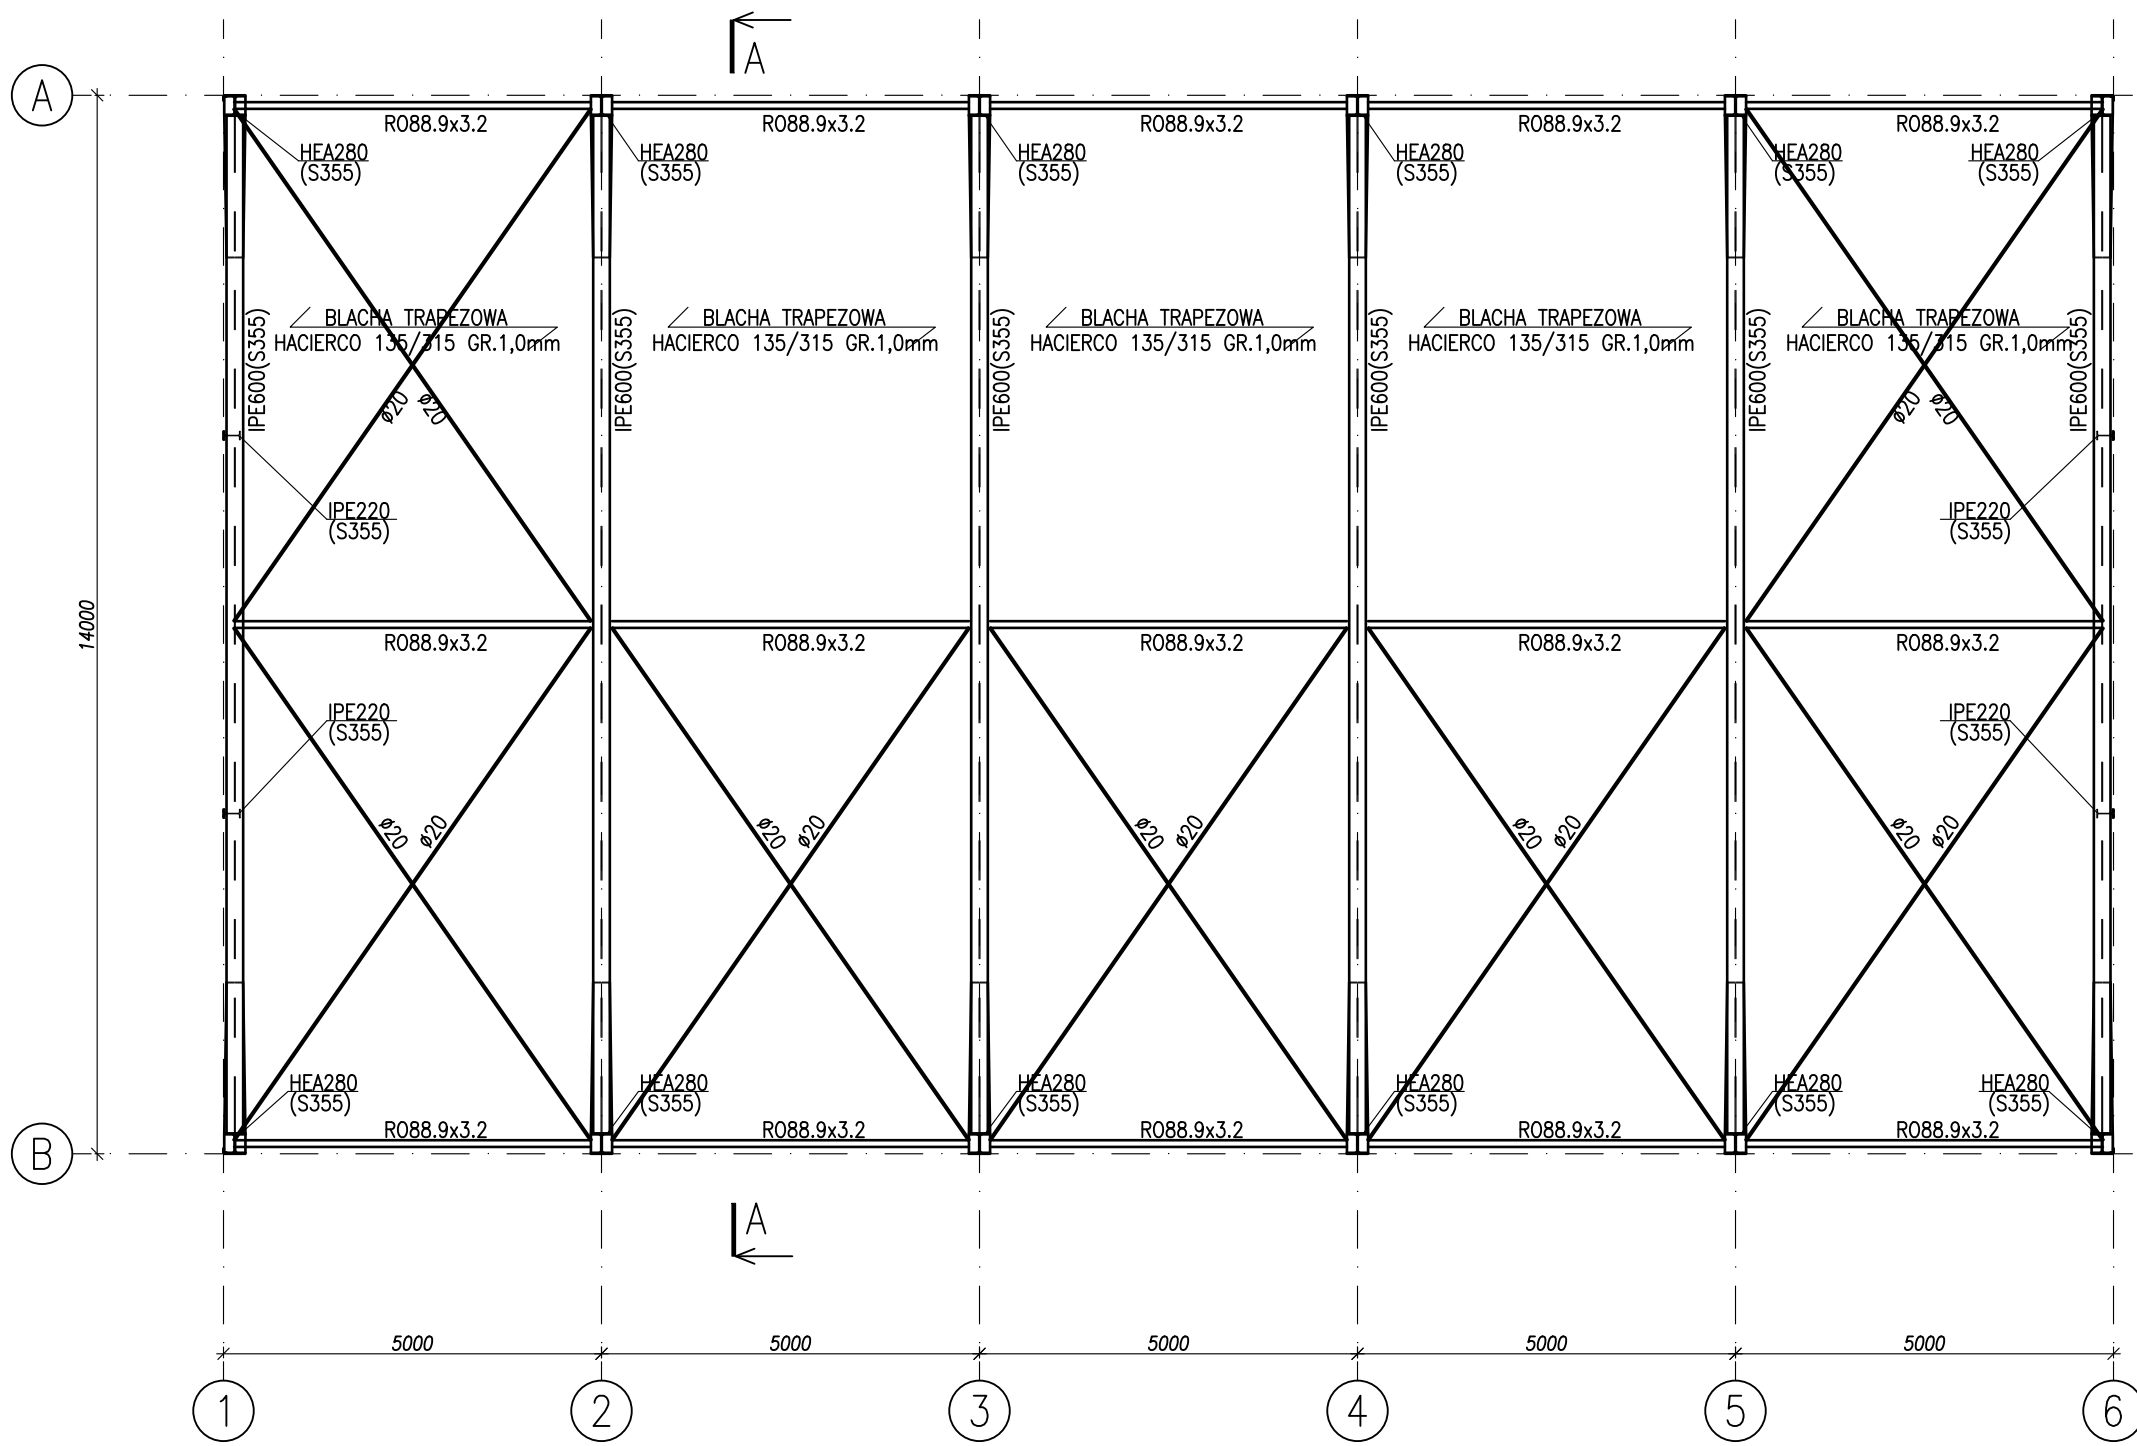 A
A
RO88.9x3.2
RO88.9x3.2
RO88.9x3.2
RO88.9x3.2
RO88.9x3.2
HEA280
(S355)
HEA280
(S355)
HEA280
(S355)
HEA280
(S355)
HEA280
(S355)
HEA280
(S355)
BLACHA TRAPEZOWA
HACIERCO 135/315 GR.1,0mm
BLACHA TRAPEZOWA
HACIERCO 135/315 GR.1,0mm
BLACHA TRAPEZOWA
HACIERCO 135/315 GR.1,0mm
BLACHA TRAPEZOWA
HACIERCO 135/315 GR.1,0mm
BLACHA TRAPEZOWA
HACIERCO 135/315 GR.1,0mm
IPE600(S355)
IPE600(S355)
IPE600(S355)
IPE600(S355)
IPE600(S355)
IPE600(S355)
ø20
ø20
ø20
ø20
IPE220
(S355)
IPE220
(S355)
14000
RO88.9x3.2
RO88.9x3.2
RO88.9x3.2
RO88.9x3.2
RO88.9x3.2
IPE220
(S355)
IPE220
(S355)
ø20
ø20
ø20
ø20
ø20
ø20
ø20
ø20
ø20
ø20
HEA280
(S355)
HEA280
(S355)
HEA280
(S355)
HEA280
(S355)
HEA280
(S355)
HEA280
(S355)
RO88.9x3.2
RO88.9x3.2
RO88.9x3.2
RO88.9x3.2
RO88.9x3.2
B
A
5000
5000
5000
5000
5000
1
2
3
4
5
6